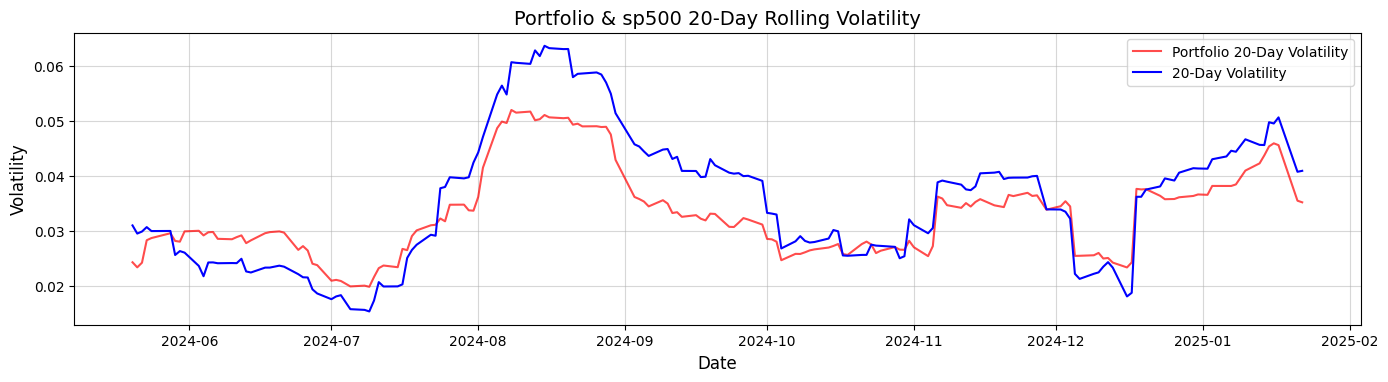 Portfolio & sp500 20-Day Rolling Volatility
Portfolio 20-Day Volatility
20-Day Volatility
Volatility
0.06
0.05
0.04
0.03
0.02
2024-06
2024-07
2024-08
2024-09
2024-10
2024-11
2024-12
2025-01
2025-02
Date